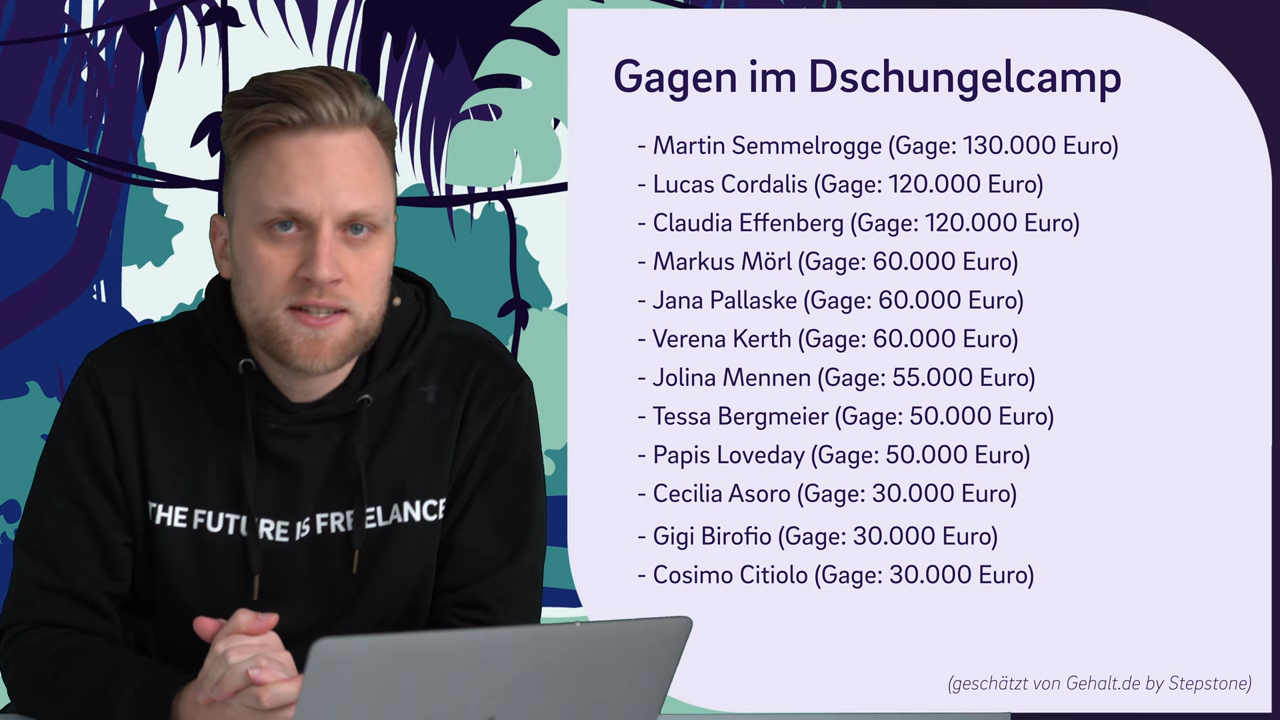 Gagen im Dschungelcamp
- Martin Semmelrogge (Gage: 130.000 Euro)
- Lucas Cordalis (Gage: 120.000 Euro)
- Claudia Effenberg (Gage: 120.000 Euro)
- Markus Mörl (Gage: 60.000 Euro)
- Jana Pallaske (Gage: 60.000 Euro)
- Verena Kerth (Gage: 60.000 Euro)
- Jolina Mennen (Gage: 55.000 Euro)
- Tessa Bergmeier (Gage: 50.000 Euro)
- Papis Loveday (Gage: 50.000 Euro)
- Cecilia Asoro (Gage: 30.000 Euro)
- Gigi Birofio (Gage: 30.000 Euro)
- Cosimo Citiolo (Gage: 30.000 Euro)
(geschätzt von Gehalt.de by Stepstone)
THE FUTURE IS FREELANCE